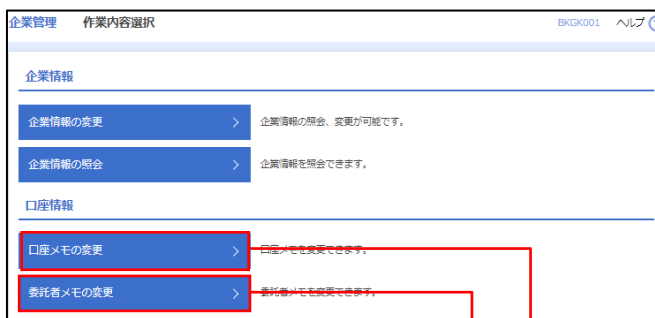 企業管理 作業内容選択 BKGK001 ヘルプ
企業情報
企業情報の変更 企業情報の照会、変更が可能です。
企業情報の照会 企業情報を照会できます。
口座情報
口座メモの変更 口座メモを変更できます。
委託者メモの変更 委託者メモを変更できます。